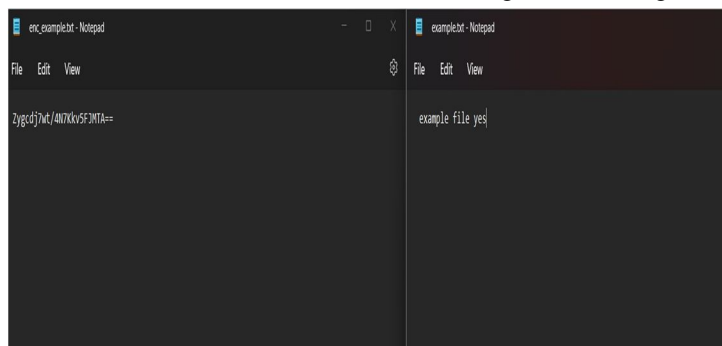 enc_example.txt - Notepad
File Edit View
Zygcdj7wt/4N7Kkv5FJMTA==
example.txt - Notepad
File Edit View
example file yes